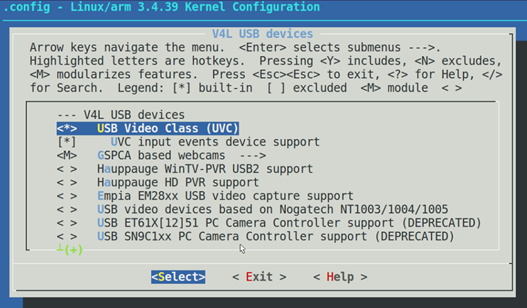 .config - Linux/arm 3.4.39 Kernel Configuration
V4L USB devices
Arrow keys navigate the menu.  <Enter> selects submenus --->.
Highlighted letters are hotkeys.  Pressing <Y> includes, <N> excludes,
<M> modularizes features.  Press <Esc><Esc> to exit, <?> for Help, </>
for Search.  Legend: [*] built-in  [ ] excluded  <M> module  < >
--- V4L USB devices
<*>   USB Video Class (UVC)
[*]     UVC input events device support
<M>   GSPCA based webcams  --->
< >   Hauppauge WinTV-PVR USB2 support
< >   Hauppauge HD PVR support
< >   Empia EM28xx USB video capture support
< >   USB video devices based on Nogatech NT1003/1004/1005
< >   USB ET61X[12]51 PC Camera Controller support (DEPRECATED)
< >   USB SN9C1xx PC Camera Controller support (DEPRECATED)
┴(+)
<Select>    < Exit >    < Help >